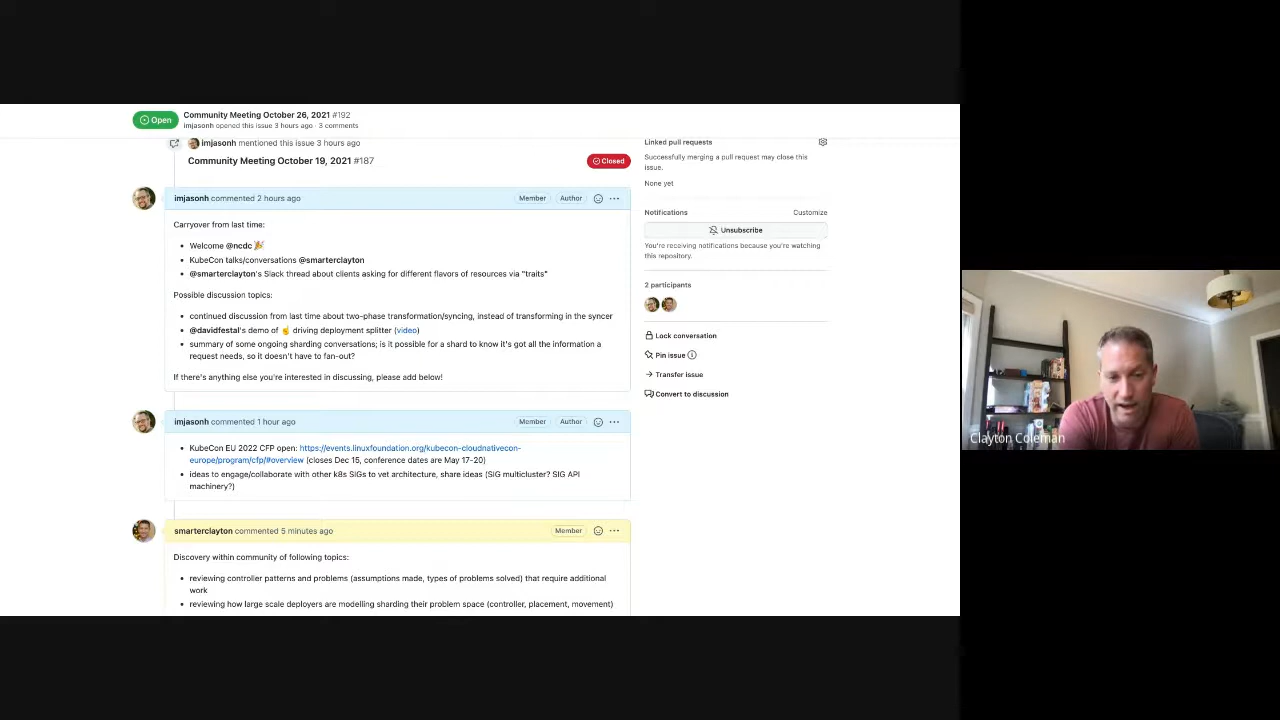 Open
Community Meeting October 26, 2021 #192
imjasonh opened this issue 3 hours ago · 3 comments
imjasonh mentioned this issue 3 hours ago
Community Meeting October 19, 2021 #187
Closed
imjasonh commented 2 hours ago
Member
Author
Carryover from last time:
• Welcome @ncdc 🎉
• KubeCon talks/conversations @smarterclayton
• @smarterclayton's Slack thread about clients asking for different flavors of resources via "traits"
Possible discussion topics:
• continued discussion from last time about two-phase transformation/syncing, instead of transforming in the syncer
• @davidfestal's demo of ☝ driving deployment splitter (video)
• summary of some ongoing sharding conversations; is it possible for a shard to know it's got all the information a
request needs, so it doesn't have to fan-out?
If there's anything else you're interested in discussing, please add below!
imjasonh commented 1 hour ago
Member
Author
• KubeCon EU 2022 CFP open: https://events.linuxfoundation.org/kubecon-cloudnativecon-
europe/program/cfp/#overview (closes Dec 15, conference dates are May 17-20)
• ideas to engage/collaborate with other k8s SIGs to vet architecture, share ideas (SIG multicluster? SIG API
machinery?)
smarterclayton commented 5 minutes ago
Member
Discovery within community of following topics:
• reviewing controller patterns and problems (assumptions made, types of problems solved) that require additional
work
• reviewing how large scale deployers are modelling sharding their problem space (controller, placement, movement)
Linked pull requests
Successfully merging a pull request may close this
issue.
None yet
Notifications
Customize
Unsubscribe
You're receiving notifications because you're watching
this repository.
2 participants
Lock conversation
Pin issue
Transfer issue
Convert to discussion
Clayton Coleman